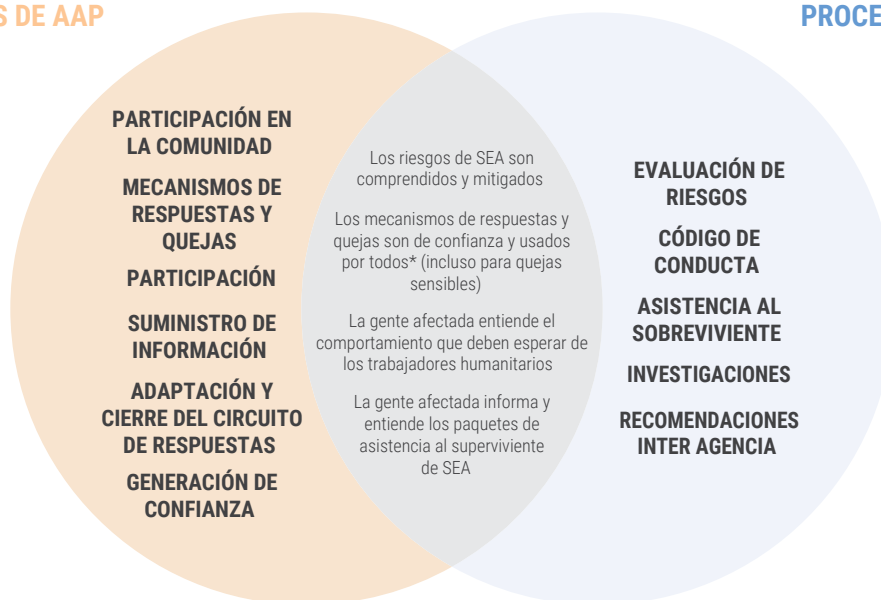 S DE AAP
PROCE
PARTICIPACIÓN EN
LA COMUNIDAD
MECANISMOS DE
RESPUESTAS Y
QUEJAS
PARTICIPACIÓN
SUMINISTRO DE
INFORMACIÓN
ADAPTACIÓN Y
CIERRE DEL CIRCUITO
DE RESPUESTAS
GENERACIÓN DE
CONFIANZA
Los riesgos de SEA son
comprendidos y mitigados
Los mecanismos de respuestas y
quejas son de confianza y usados
por todos* (incluso para quejas
sensibles)
La gente afectada entiende el
comportamiento que deben esperar de
los trabajadores humanitarios
La gente afectada informa y
entiende los paquetes de
asistencia al superviviente
de SEA
EVALUACIÓN DE
RIESGOS
CÓDIGO DE
CONDUCTA
ASISTENCIA AL
SOBREVIVIENTE
INVESTIGACIONES
RECOMENDACIONES
INTER AGENCIA